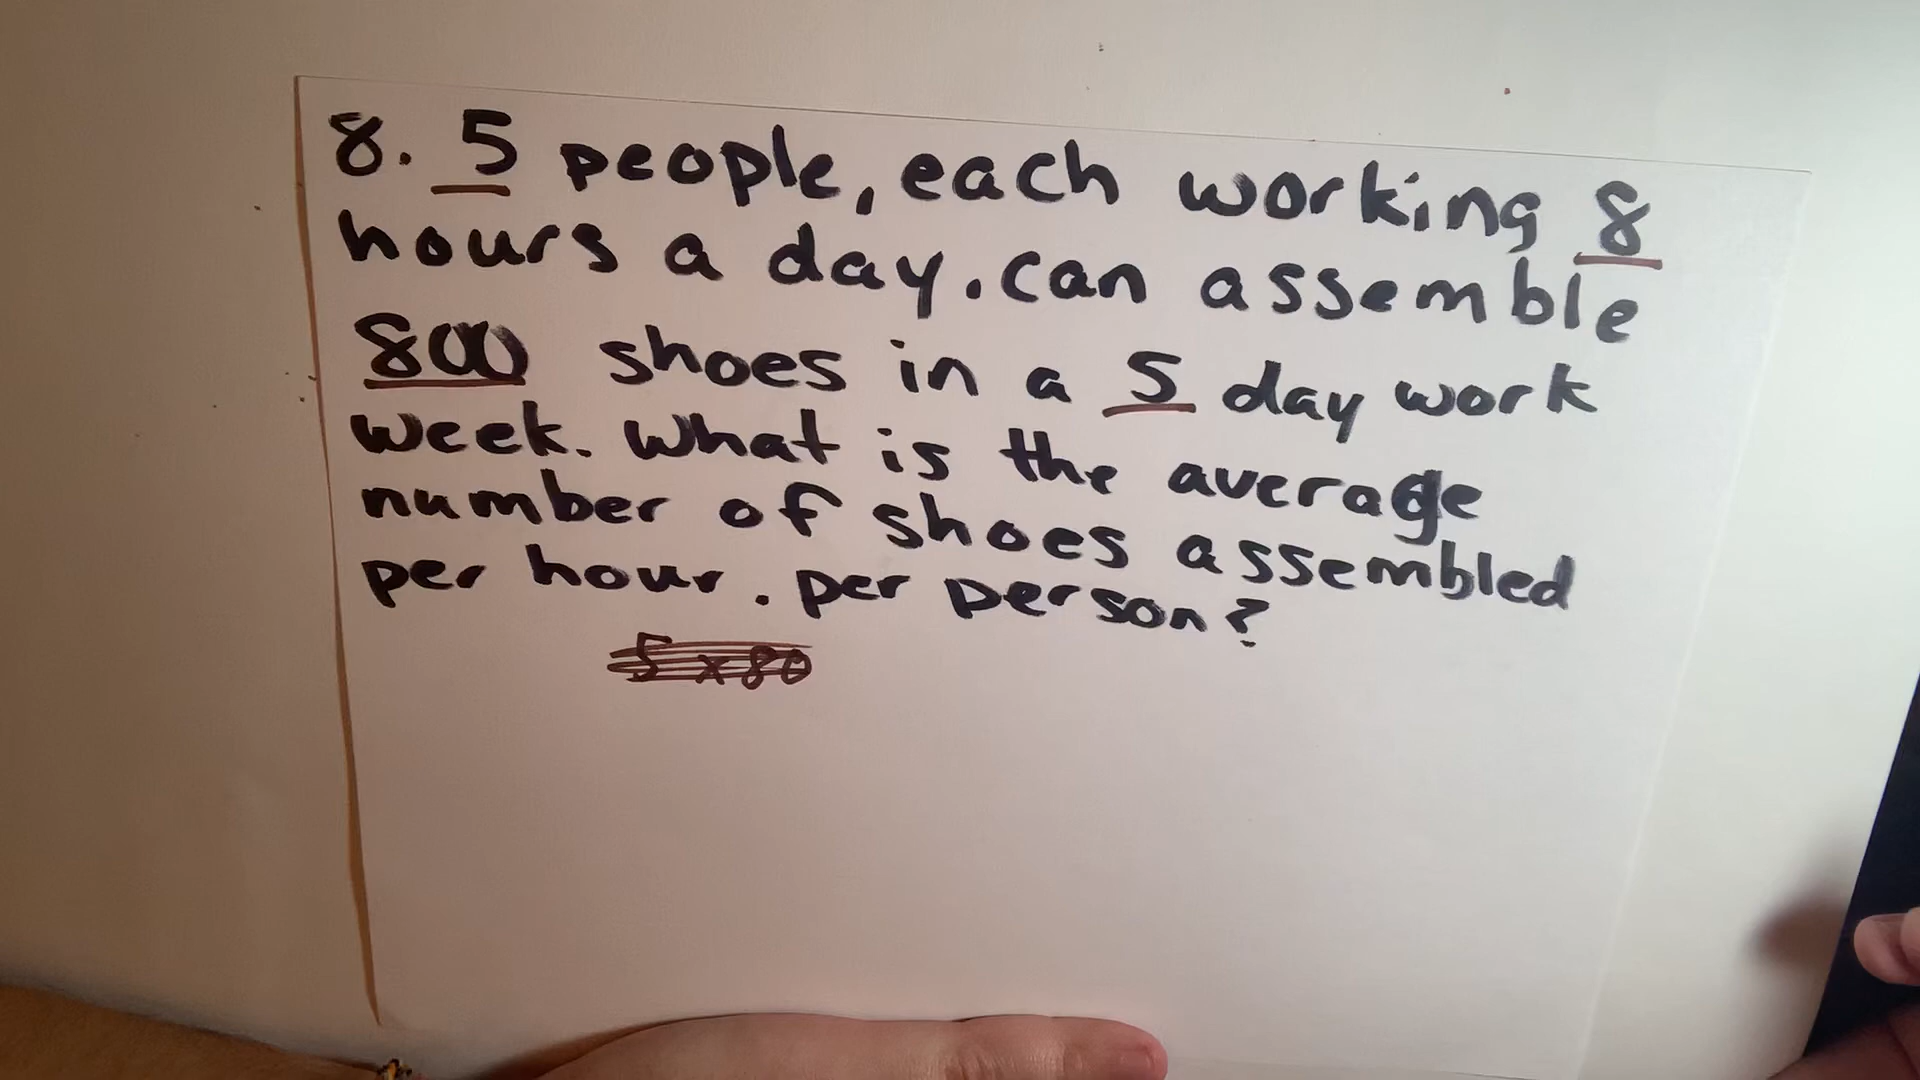 8. 5 people, each working 8
hours a day. can assemble
800 shoes in a 5 day work
week. What is the average
number of shoes assembled
per hour. per person?
5 x 80